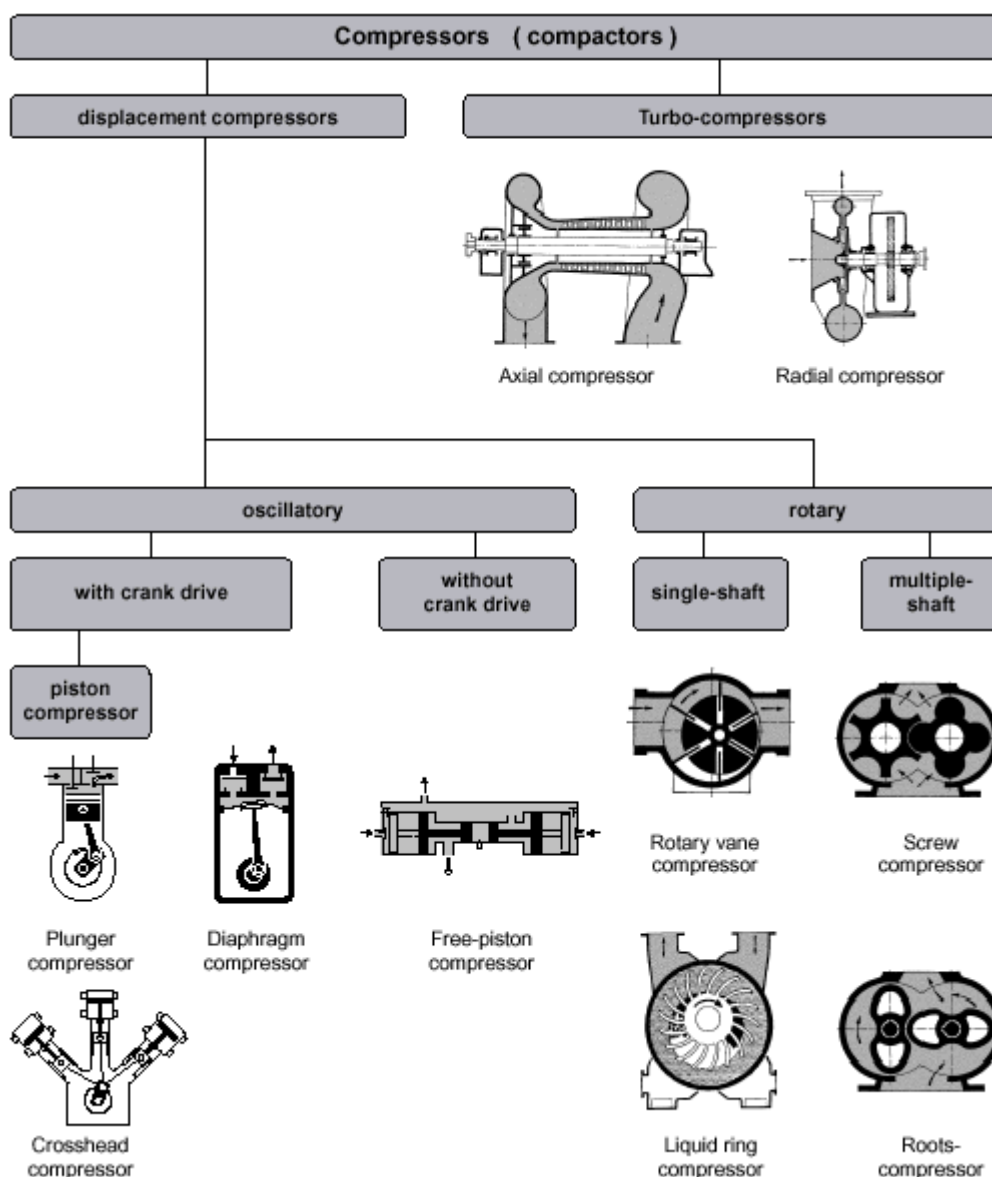 Compressors ( compactors )
displacement compressors
Turbo-compressors
Axial compressor
Radial compressor
oscillatory
rotary
with crank drive
without
crank drive
single-shaft
multiple-
shaft
piston
compressor
Plunger
compressor
Diaphragm
compressor
Free-piston
compressor
Rotary vane
compressor
Screw
compressor
Crosshead
compressor
Liquid ring
compressor
Roots-
compressor